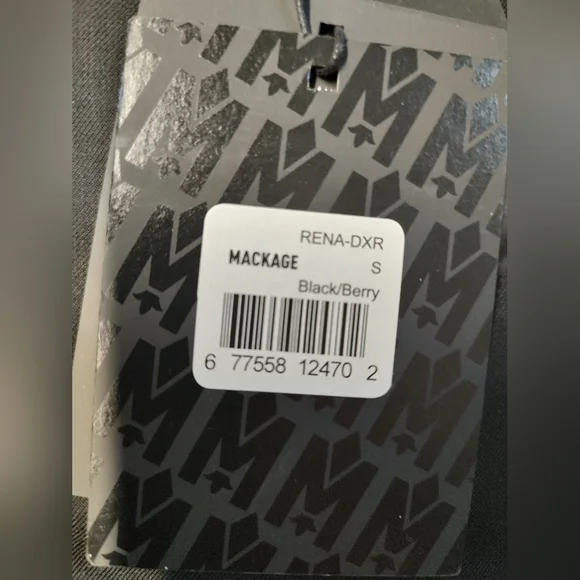 RENA-DXR
MACKAGE S
Black/Berry
6 77558 12470 2